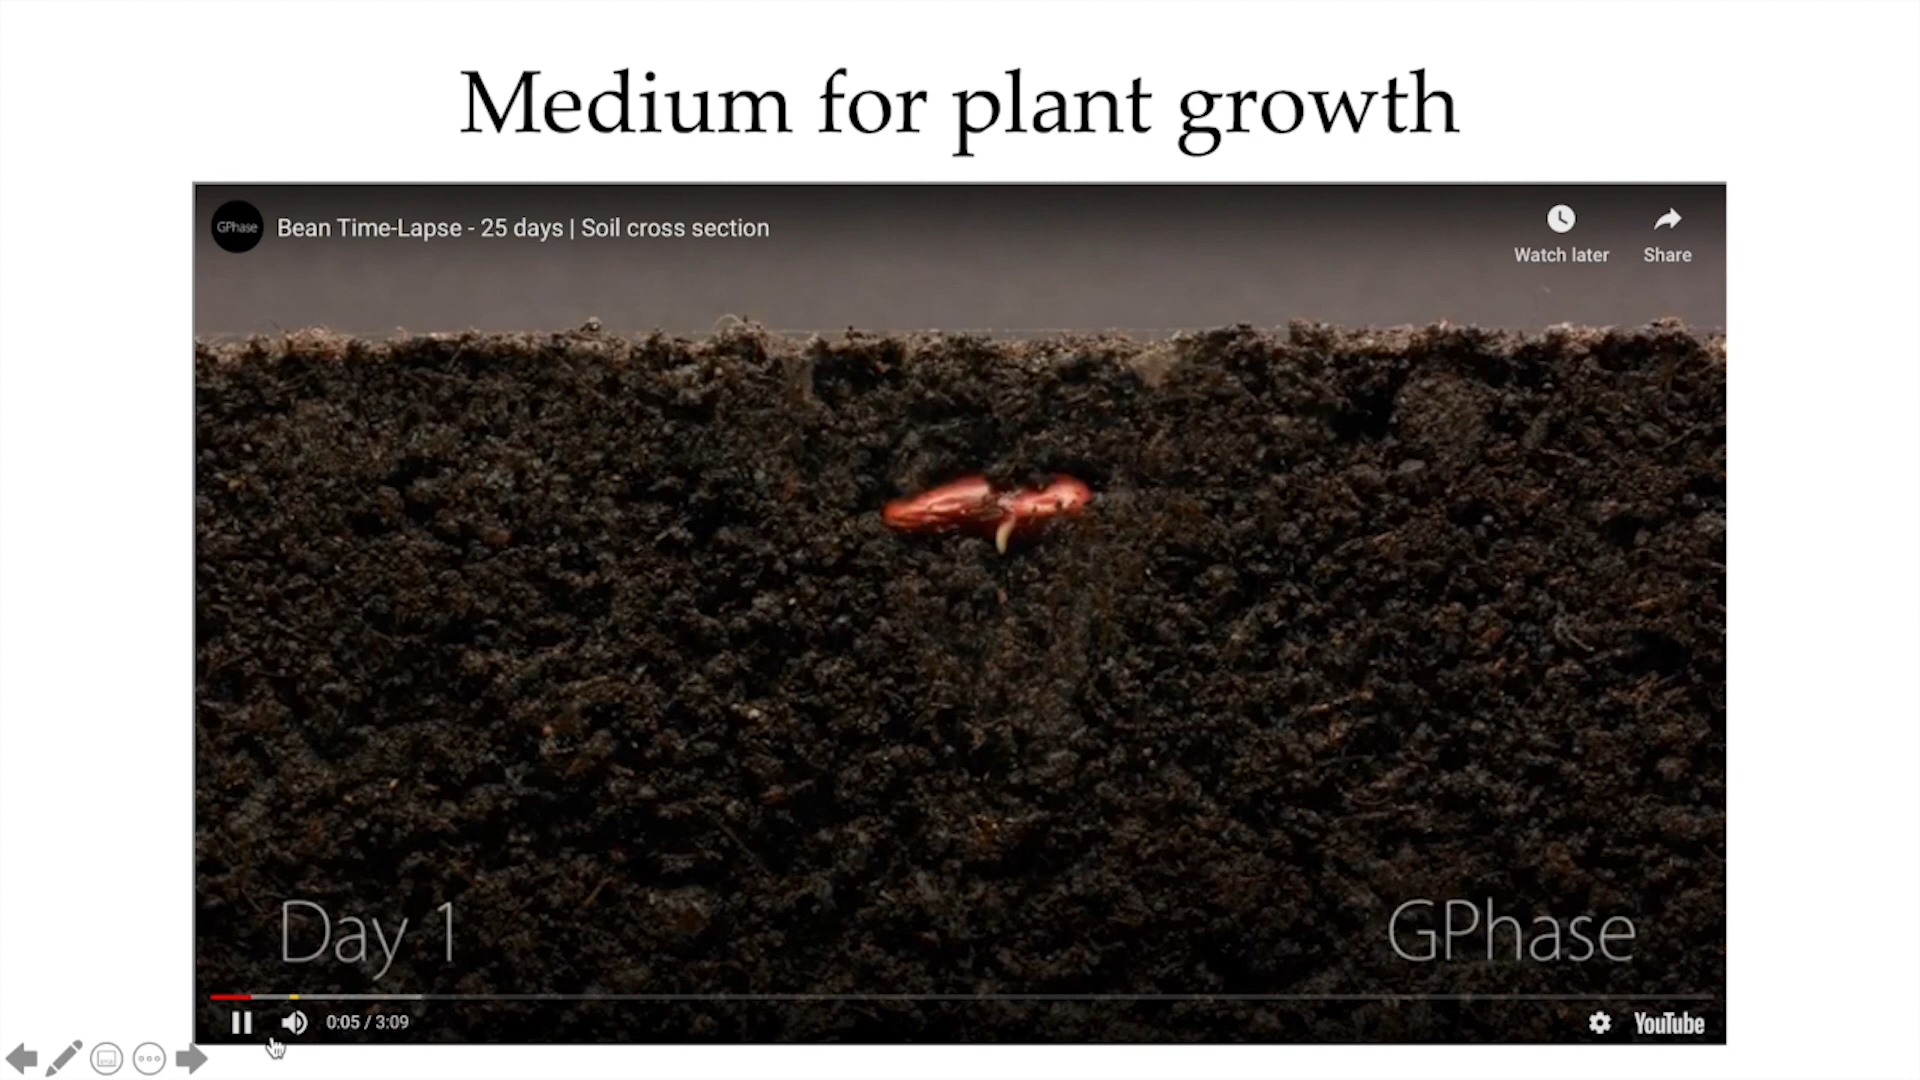 Medium for plant growth
GPhase
Bean Time-Lapse - 25 days | Soil cross section
Watch later
Share
Day 1
GPhase
0:05 / 3:09
YouTube